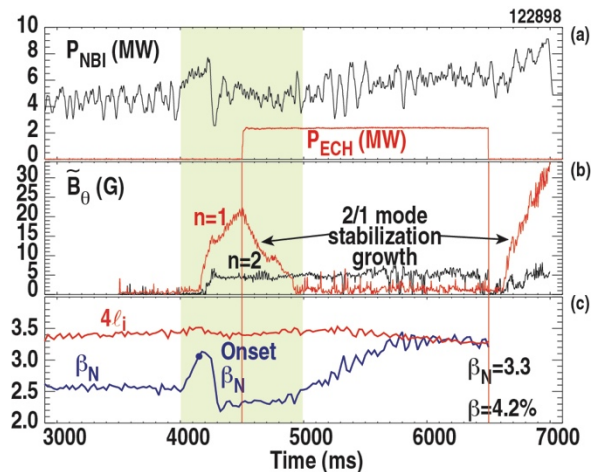 122898
10
8
6
4
2
0
P_NBI (MW)
P_ECH (MW)
(a)
30
25
20
15
10
5
0
B̃_θ (G)
n=1
n=2
2/1 mode
stabilization
growth
(b)
3.5
3.0
2.5
2.0
4ℓ_i
β_N
Onset
β_N
β_N=3.3
β=4.2%
(c)
3000 4000 5000 6000 7000
Time (ms)